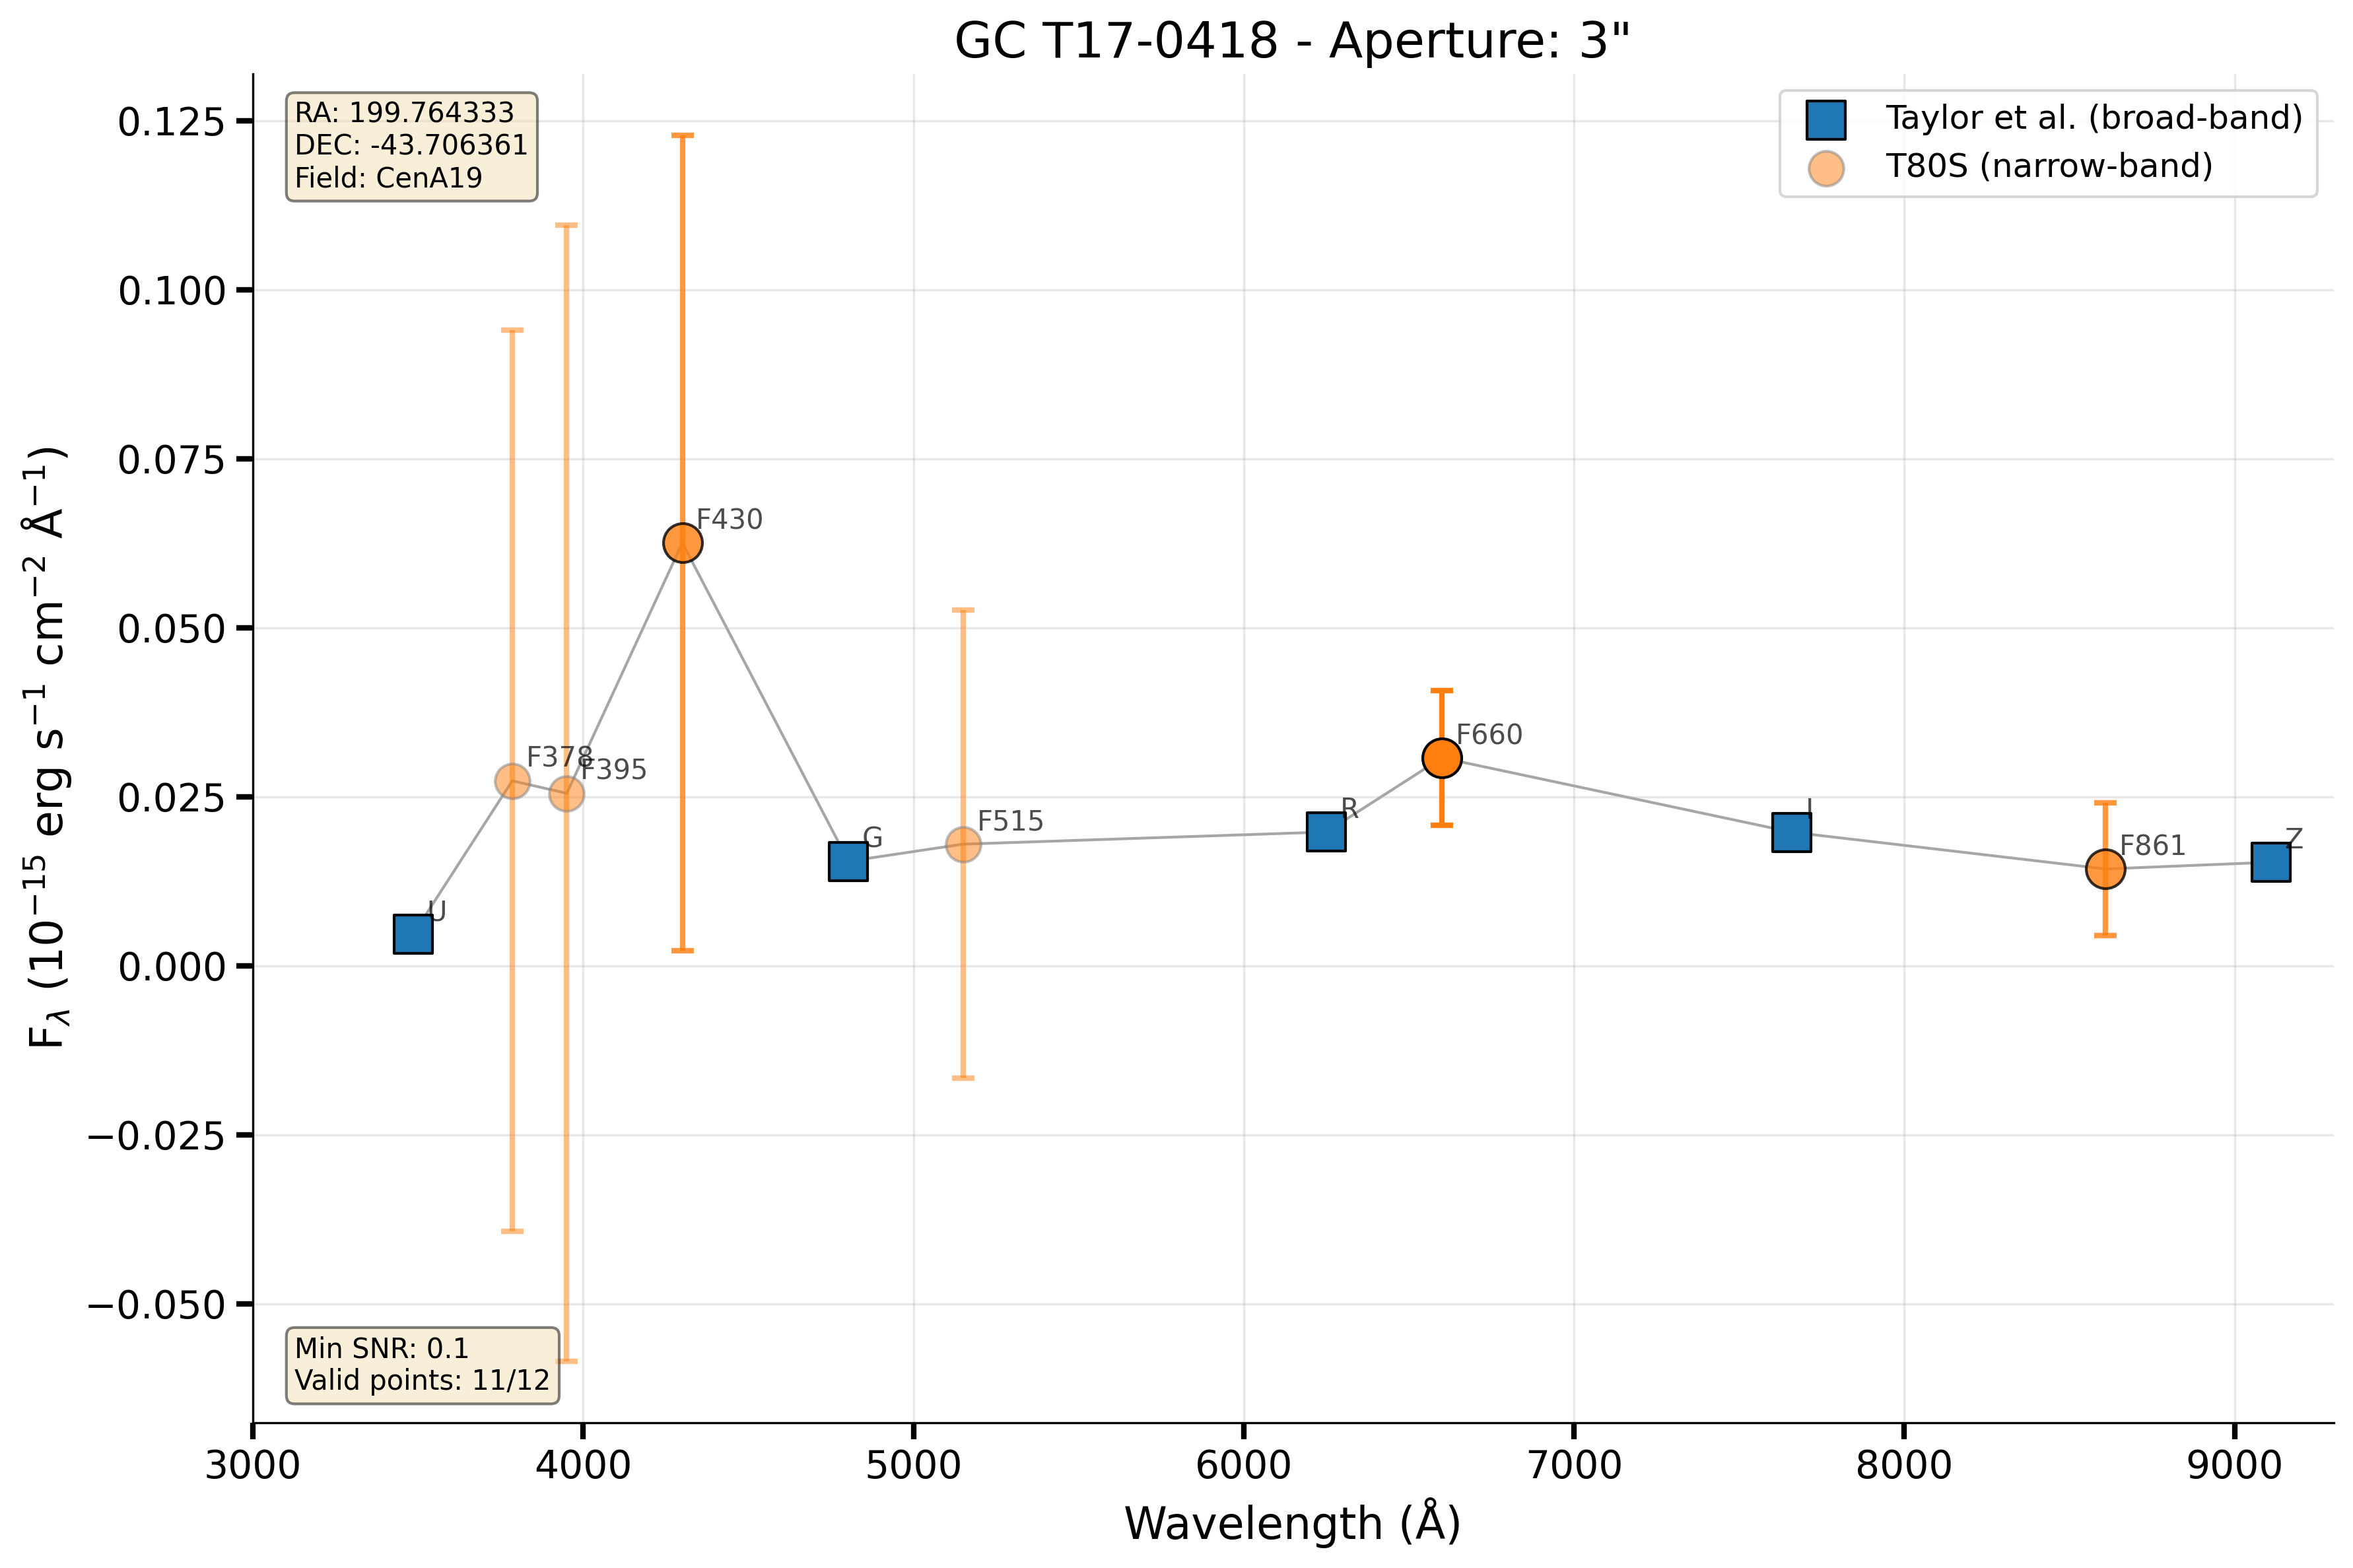 GC T17-0418 - Aperture: 3"
RA: 199.764333
DEC: -43.706361
Field: CenA19
Taylor et al. (broad-band)
T80S (narrow-band)
0.125
0.100
0.075
0.050
0.025
0.000
−0.025
−0.050
F_λ (10⁻¹⁵ erg s⁻¹ cm⁻² Å⁻¹)
U
F378
F395
F430
G
F515
R
F660
I
F861
Z
Min SNR: 0.1
Valid points: 11/12
3000 4000 5000 6000 7000 8000 9000
Wavelength (Å)